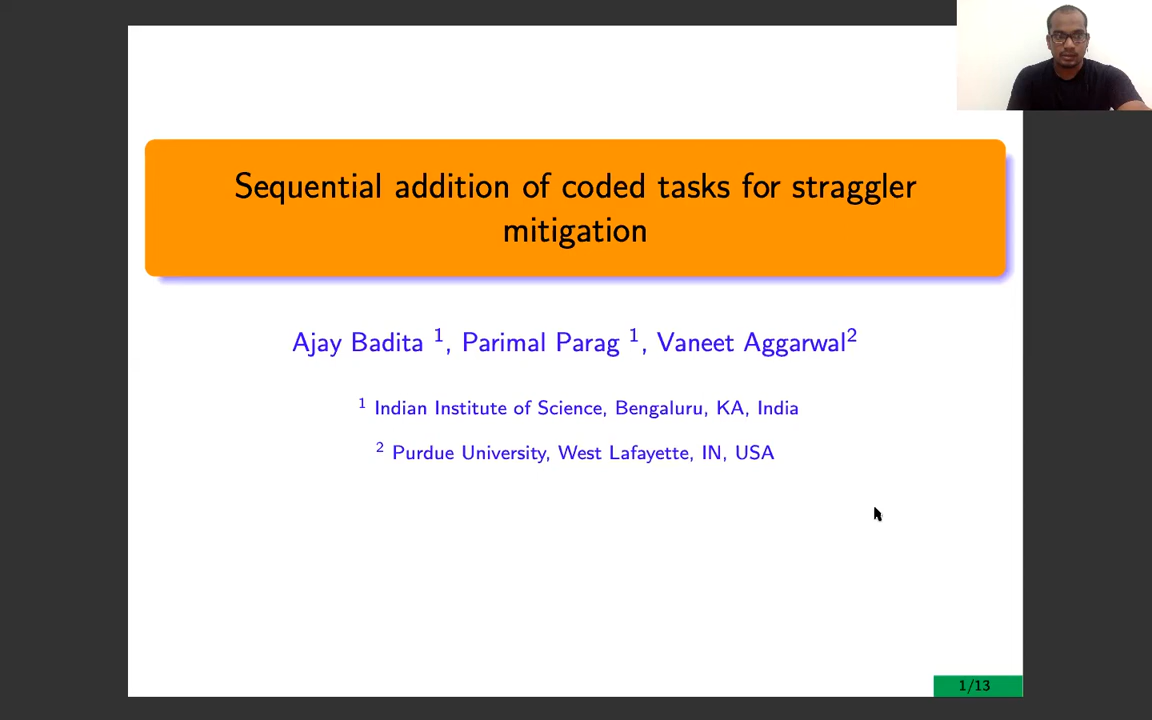 Sequential addition of coded tasks for straggler
mitigation
Ajay Badita 1, Parimal Parag 1, Vaneet Aggarwal2
1 Indian Institute of Science, Bengaluru, KA, India
2 Purdue University, West Lafayette, IN, USA
1/13